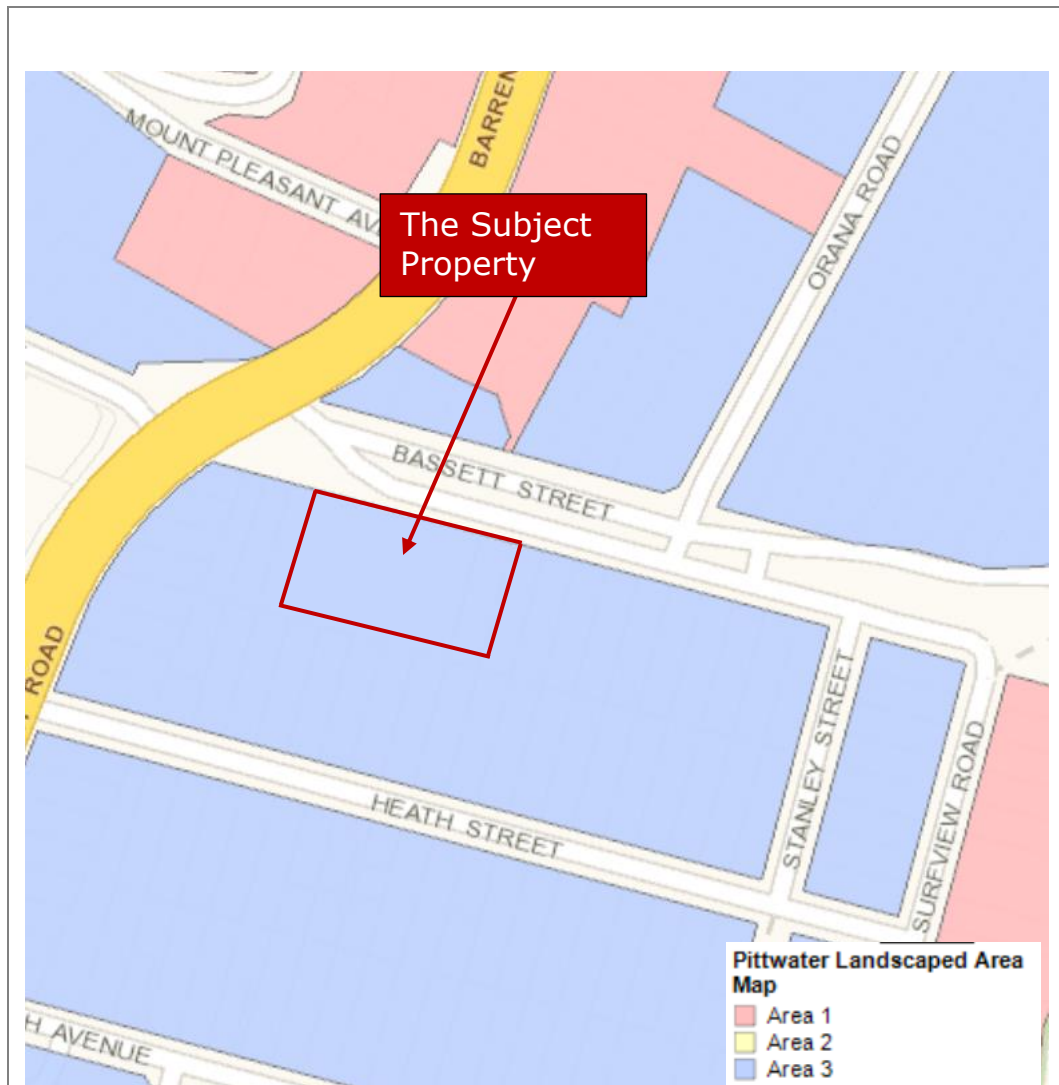 BARREN
MOUNT PLEASANT AV
The Subject
Property
ORANA ROAD
BASSETT STREET
ROAD
STANLEY STREET
HEATH STREET
SURFVIEW ROAD
H AVENUE
Pittwater Landscaped Area
Map
Area 1
Area 2
Area 3